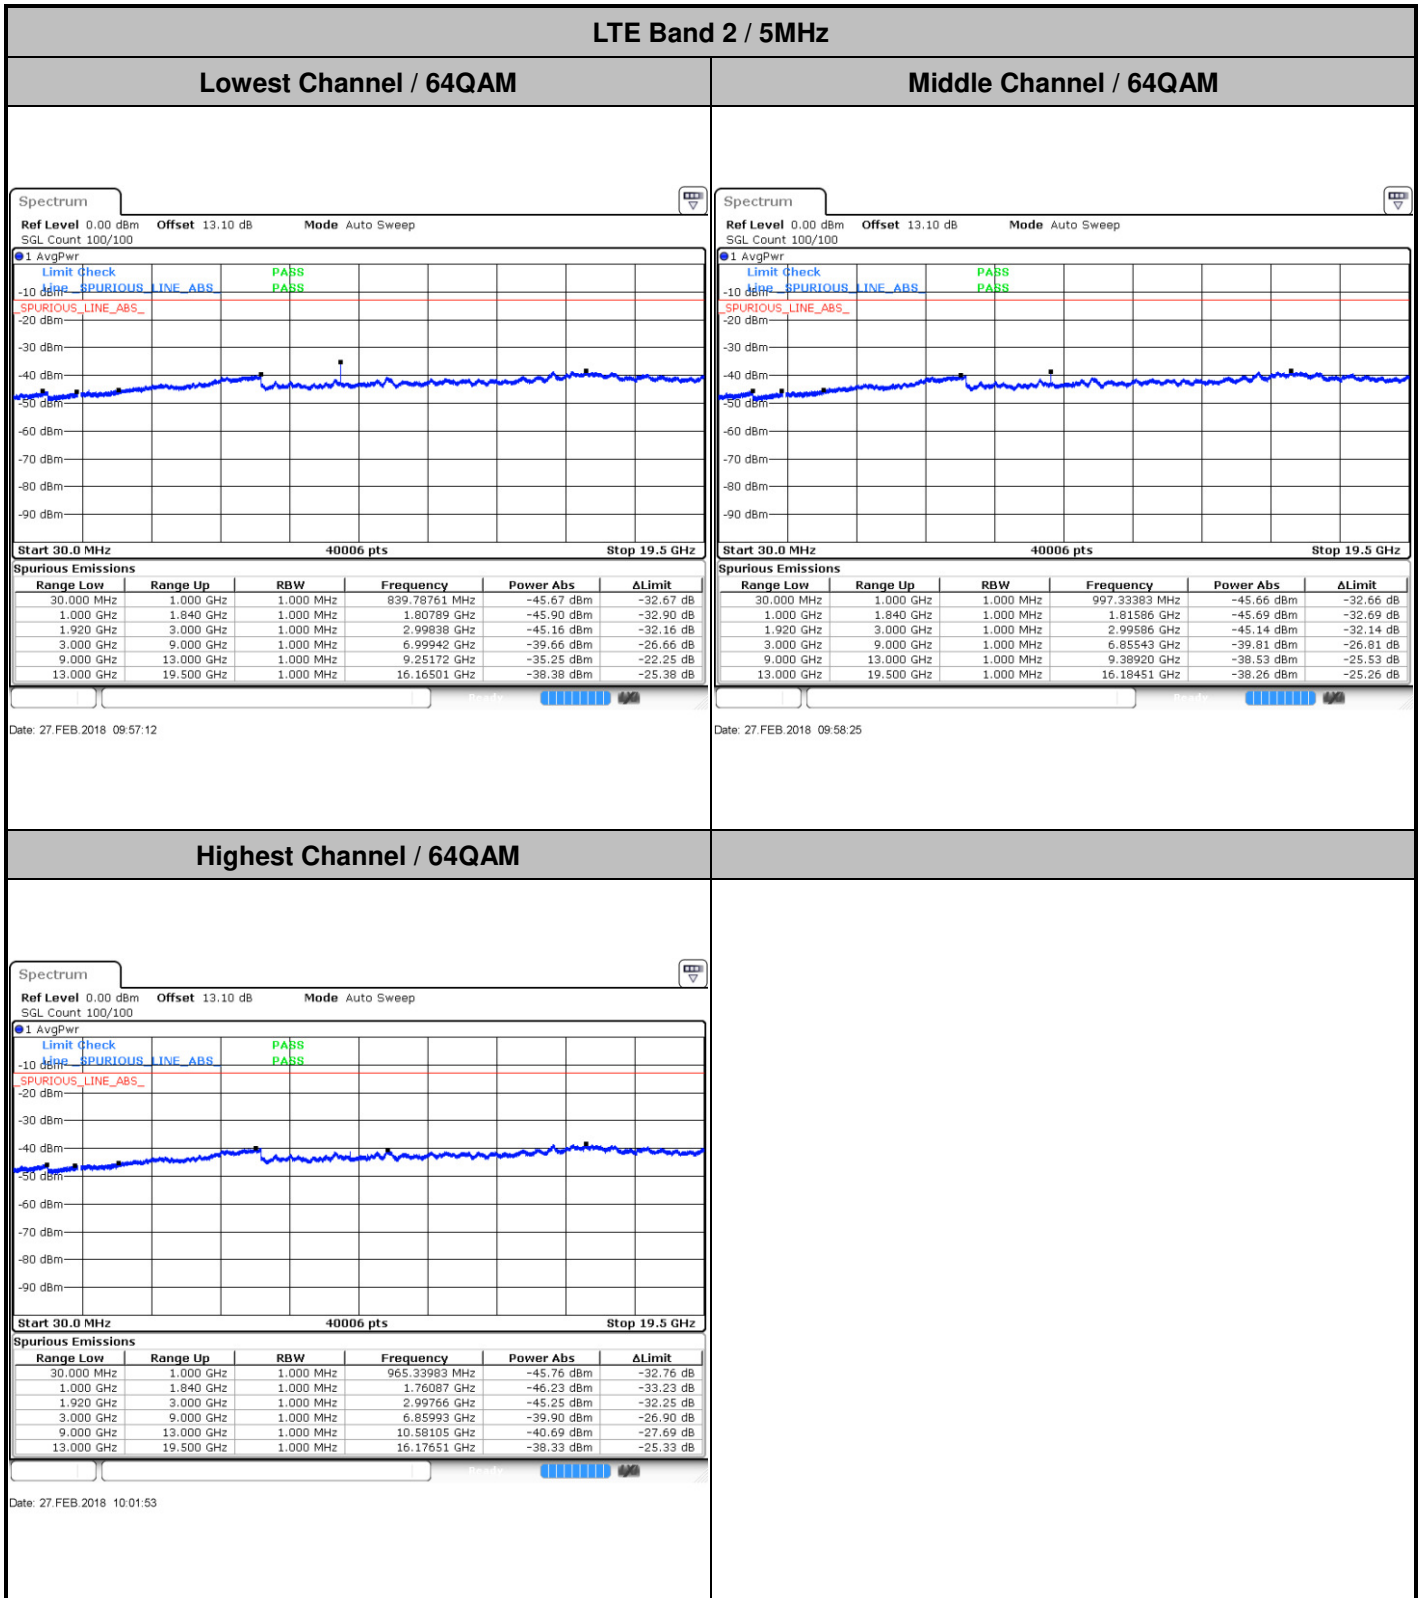 LTE Band 2 / 5MHz
Lowest Channel / 64QAM
Middle Channel / 64QAM
Spectrum
Ref Level 0.00 dBm Offset 13.10 dB Mode Auto Sweep
SGL Count 100/100
1 AvgPwr
Limit Check PASS
Line _SPURIOUS_LINE_ABS_ PASS
-10 dBm
_SPURIOUS_LINE_ABS_
-20 dBm
-30 dBm
-40 dBm
-50 dBm
-60 dBm
-70 dBm
-80 dBm
-90 dBm
Start 30.0 MHz 40006 pts Stop 19.5 GHz
Spurious Emissions
Range Low Range Up RBW Frequency Power Abs ΔLimit
30.000 MHz 1.000 GHz 1.000 MHz 839.78761 MHz -45.67 dBm -32.67 dB
1.000 GHz 1.840 GHz 1.000 MHz 1.80789 GHz -45.90 dBm -32.90 dB
1.920 GHz 3.000 GHz 1.000 MHz 2.99838 GHz -45.16 dBm -32.16 dB
3.000 GHz 9.000 GHz 1.000 MHz 6.99942 GHz -39.66 dBm -26.66 dB
9.000 GHz 13.000 GHz 1.000 MHz 9.25172 GHz -35.25 dBm -22.25 dB
13.000 GHz 19.500 GHz 1.000 MHz 16.16501 GHz -38.38 dBm -25.38 dB
Date: 27.FEB.2018 09:57:12
Spectrum
Ref Level 0.00 dBm Offset 13.10 dB Mode Auto Sweep
SGL Count 100/100
1 AvgPwr
Limit Check PASS
Line _SPURIOUS_LINE_ABS_ PASS
-10 dBm
_SPURIOUS_LINE_ABS_
-20 dBm
-30 dBm
-40 dBm
-50 dBm
-60 dBm
-70 dBm
-80 dBm
-90 dBm
Start 30.0 MHz 40006 pts Stop 19.5 GHz
Spurious Emissions
Range Low Range Up RBW Frequency Power Abs ΔLimit
30.000 MHz 1.000 GHz 1.000 MHz 997.33383 MHz -45.66 dBm -32.66 dB
1.000 GHz 1.840 GHz 1.000 MHz 1.81586 GHz -45.69 dBm -32.69 dB
1.920 GHz 3.000 GHz 1.000 MHz 2.99586 GHz -45.14 dBm -32.14 dB
3.000 GHz 9.000 GHz 1.000 MHz 6.85543 GHz -39.81 dBm -26.81 dB
9.000 GHz 13.000 GHz 1.000 MHz 9.38920 GHz -38.53 dBm -25.53 dB
13.000 GHz 19.500 GHz 1.000 MHz 16.18451 GHz -38.26 dBm -25.26 dB
Date: 27.FEB.2018 09:58:25
Highest Channel / 64QAM
Spectrum
Ref Level 0.00 dBm Offset 13.10 dB Mode Auto Sweep
SGL Count 100/100
1 AvgPwr
Limit Check PASS
Line _SPURIOUS_LINE_ABS_ PASS
-10 dBm
_SPURIOUS_LINE_ABS_
-20 dBm
-30 dBm
-40 dBm
-50 dBm
-60 dBm
-70 dBm
-80 dBm
-90 dBm
Start 30.0 MHz 40006 pts Stop 19.5 GHz
Spurious Emissions
Range Low Range Up RBW Frequency Power Abs ΔLimit
30.000 MHz 1.000 GHz 1.000 MHz 965.33983 MHz -45.76 dBm -32.76 dB
1.000 GHz 1.840 GHz 1.000 MHz 1.76087 GHz -46.23 dBm -33.23 dB
1.920 GHz 3.000 GHz 1.000 MHz 2.99766 GHz -45.25 dBm -32.25 dB
3.000 GHz 9.000 GHz 1.000 MHz 6.85993 GHz -39.90 dBm -26.90 dB
9.000 GHz 13.000 GHz 1.000 MHz 10.58105 GHz -40.69 dBm -27.69 dB
13.000 GHz 19.500 GHz 1.000 MHz 16.17651 GHz -38.33 dBm -25.33 dB
Date: 27.FEB.2018 10:01:53